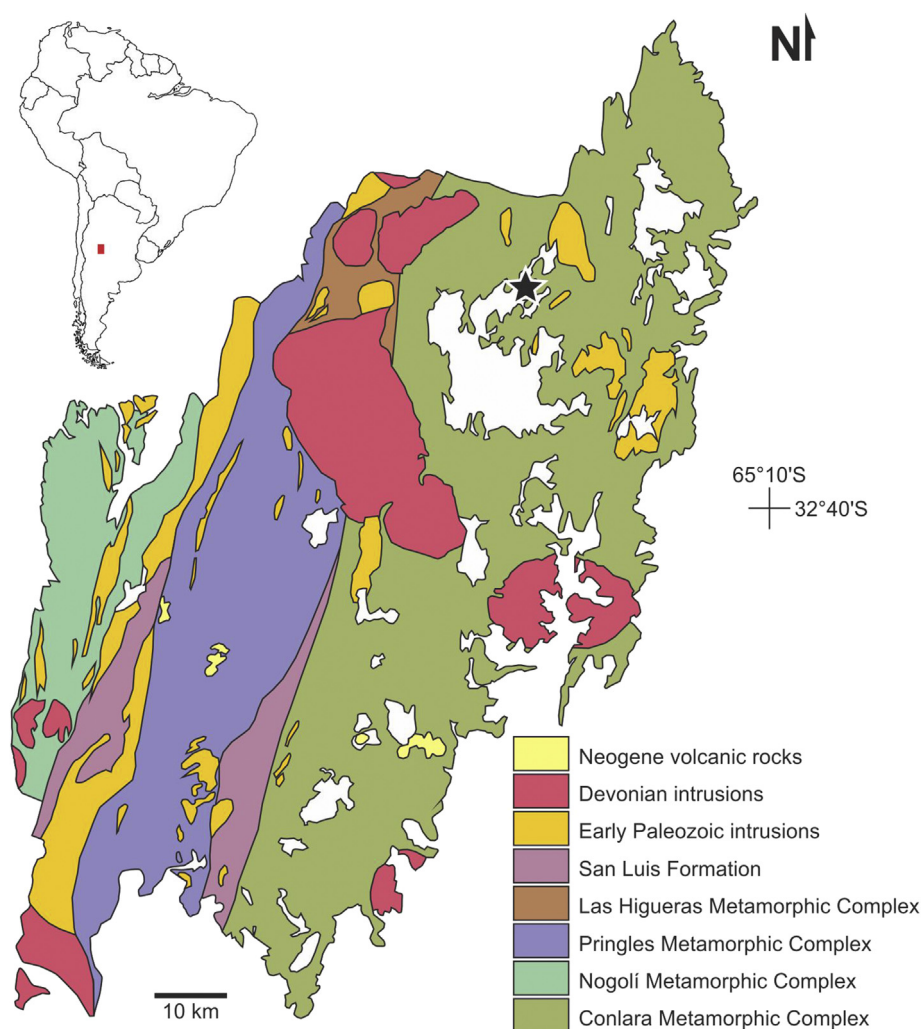 N
65°10'S
32°40'S
Neogene volcanic rocks
Devonian intrusions
Early Paleozoic intrusions
San Luis Formation
Las Higueras Metamorphic Complex
Pringles Metamorphic Complex
Nogolí Metamorphic Complex
Conlara Metamorphic Complex
10 km